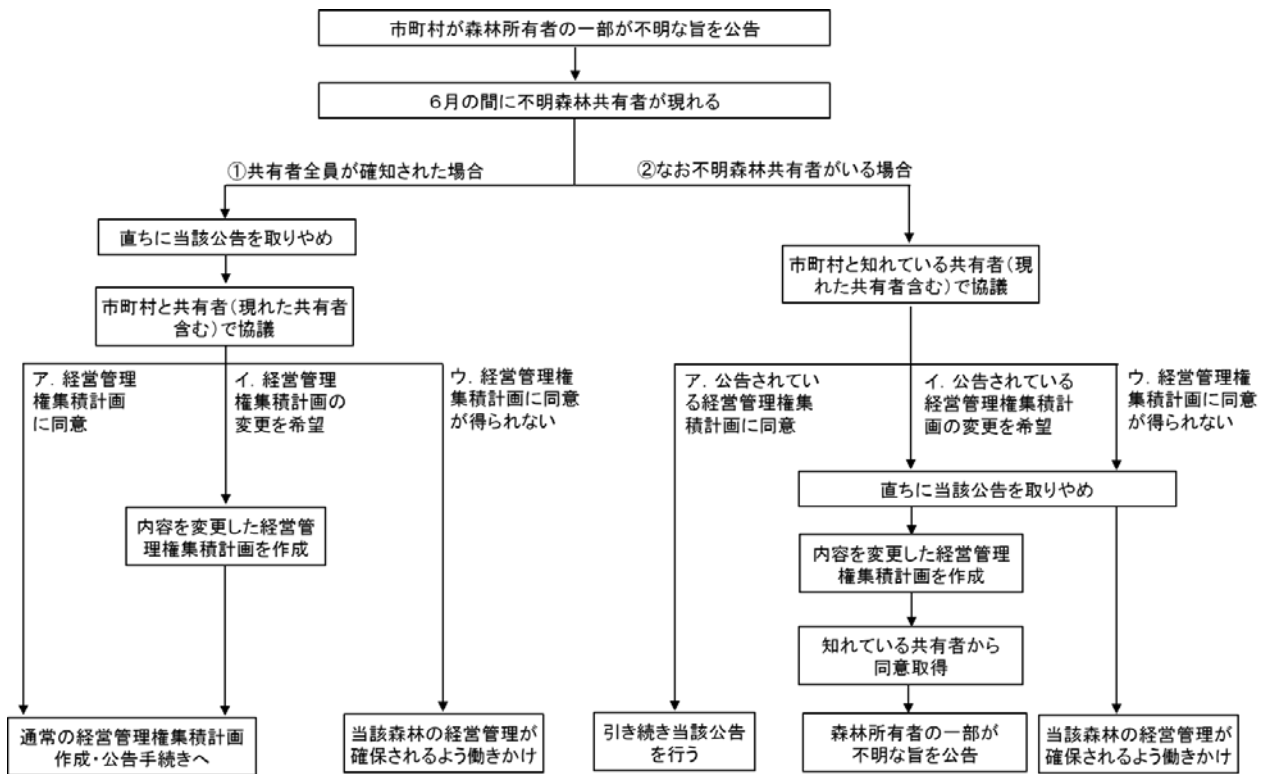 市町村が森林所有者の一部が不明な旨を公告
６月の間に不明森林共有者が現れる
①共有者全員が確知された場合
②なお不明森林共有者がいる場合
直ちに当該公告を取りやめ
市町村と共有者（現れた共有者
含む）で協議
ア．経営管理
権集積計画
に同意
イ．経営管理
権集積計画の
変更を希望
ウ．経営管理権
集積計画に同意
が得られない
内容を変更した経営管
理権集積計画を作成
通常の経営管理権集積計画
作成・公告手続きへ
当該森林の経営管理が
確保されるよう働きかけ
市町村と知れている共有者（現
れた共有者含む）で協議
ア．公告されてい
る経営管理権集
積計画に同意
イ．公告されている
経営管理権集積計
画の変更を希望
ウ．経営管理権
集積計画に同意
が得られない
直ちに当該公告を取りやめ
内容を変更した経営管理
権集積計画を作成
知れている共有者から
同意取得
引き続き当該公告
を行う
森林所有者の一部が
不明な旨を公告
当該森林の経営管理が
確保されるよう働きかけ